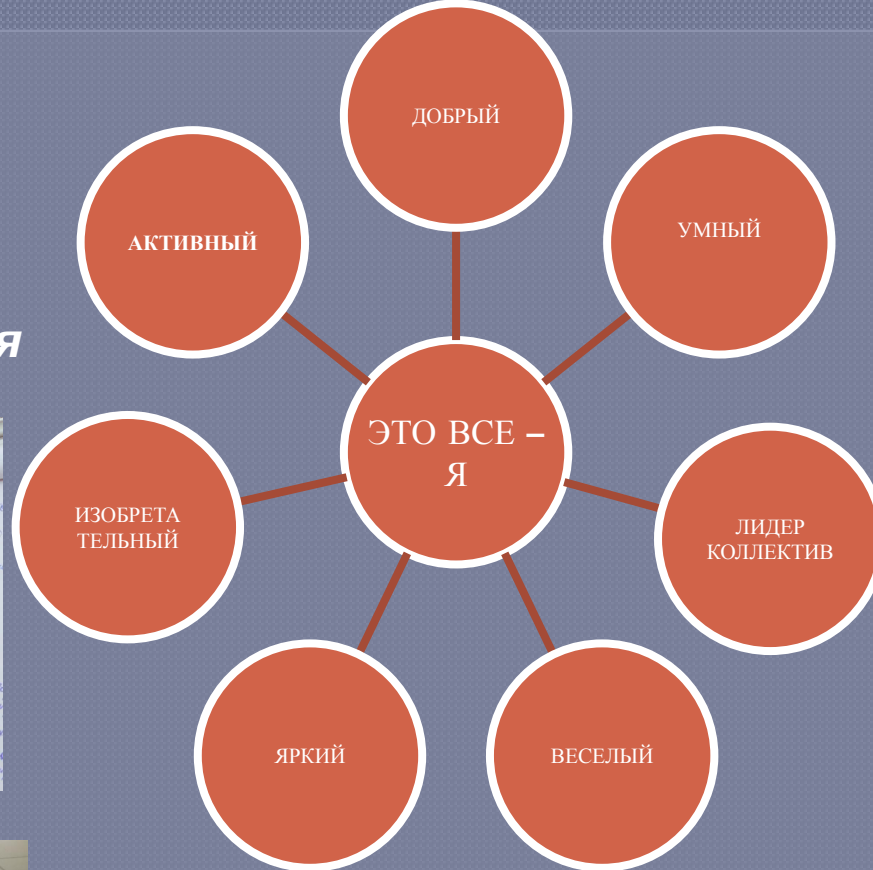 ДОБРЫЙ
АКТИВНЫЙ
УМНЫЙ
Я
ЭТО ВСЕ –
Я
ИЗОБРЕТА
ТЕЛЬНЫЙ
ЛИДЕР
КОЛЛЕКТИВ
ЯРКИЙ
ВЕСЕЛЫЙ